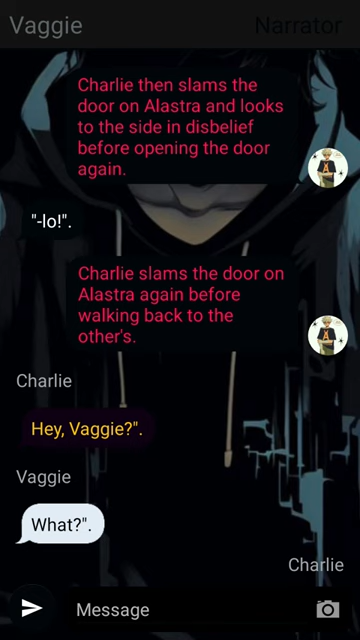 Vaggie
Narrator
Charlie then slams the
door on Alastra and looks
to the side in disbelief
before opening the door
again.
"-lo!".
Charlie slams the door on
Alastra again before
walking back to the
other's.
Charlie
Hey, Vaggie?".
Vaggie
What?".
Charlie
Message